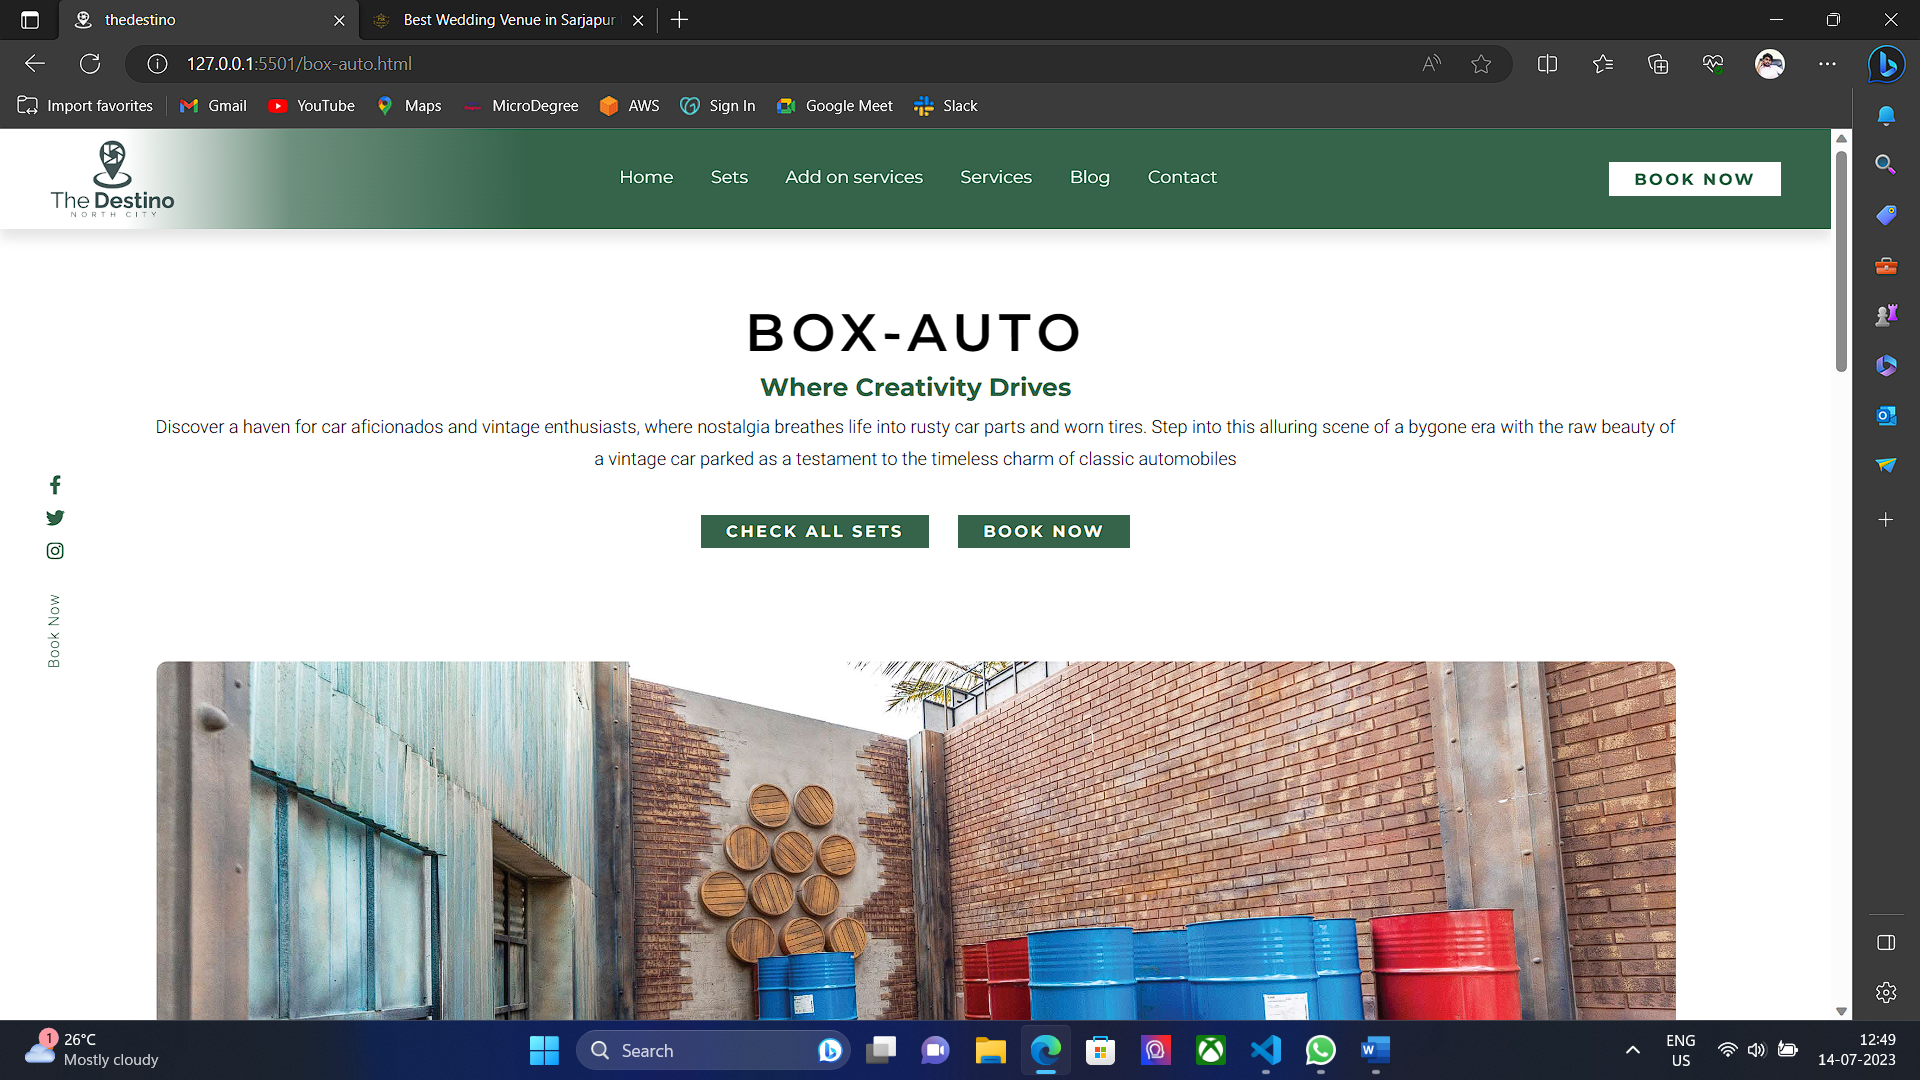 thedestino
Best Wedding Venue in Sarjapur
127.0.0.1:5501/box-auto.html
Import favorites
Gmail
YouTube
Maps
MicroDegree
AWS
Sign In
Google Meet
Slack
The Destino
NORTH CITY
Home
Sets
Add on services
Services
Blog
Contact
BOOK NOW
BOX-AUTO
Where Creativity Drives
Discover a haven for car aficionados and vintage enthusiasts, where nostalgia breathes life into rusty car parts and worn tires. Step into this alluring scene of a bygone era with the raw beauty of
a vintage car parked as a testament to the timeless charm of classic automobiles
CHECK ALL SETS
BOOK NOW
Book Now
1
26°C
Mostly cloudy
Search
ENG
US
12:49
14-07-2023